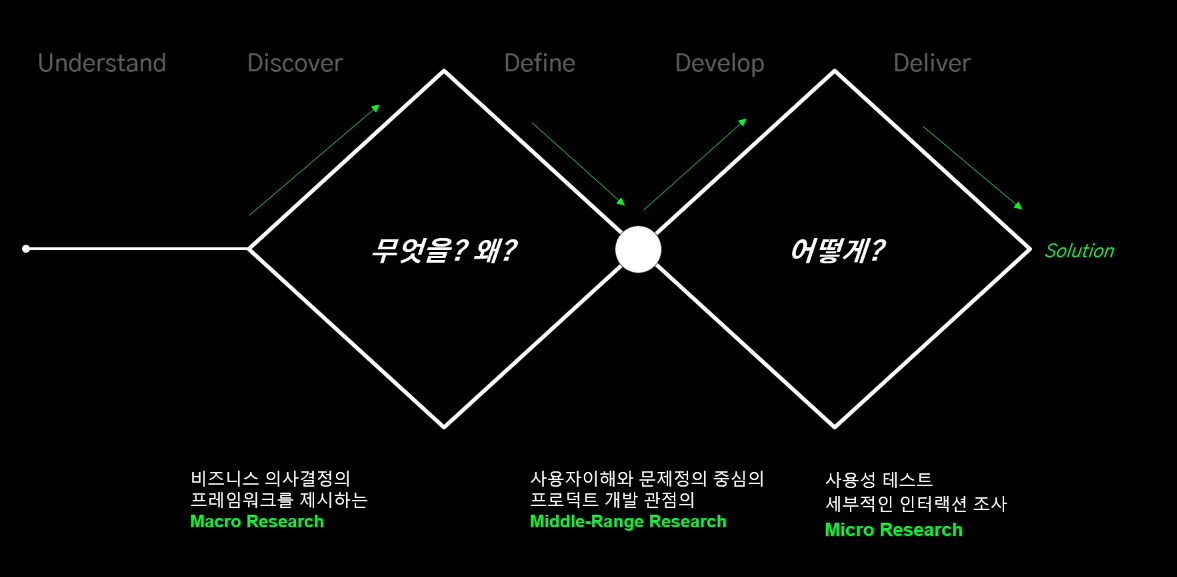 Understand
Discover
Define
Develop
Deliver
무엇을? 왜?
어떻게?
Solution
비즈니스 의사결정의
프레임워크를 제시하는
Macro Research
사용자이해와 문제정의 중심의
프로덕트 개발 관점의
Middle-Range Research
사용성 테스트
세부적인 인터랙션 조사
Micro Research